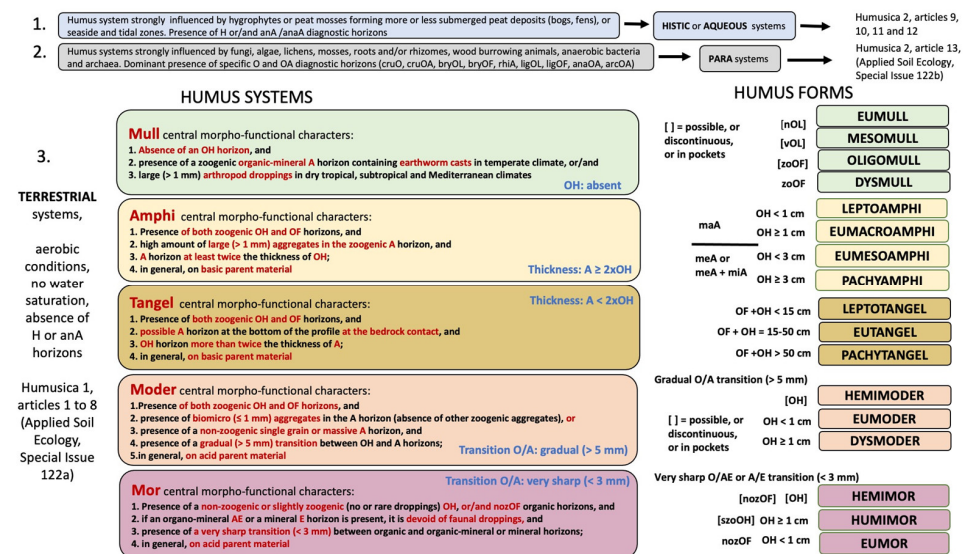 1.
Humus system strongly influenced by hygrophytes or peat mosses forming more or less submerged peat deposits (bogs, fens), or
seaside and tidal zones. Presence of H or/and anA /anaA diagnostic horizons
HISTIC or AQUEOUS systems
Humusica 2, articles 9,
10, 11 and 12
2.
Humus systems strongly influenced by fungi, algae, lichens, mosses, roots and/or rhizomes, wood burrowing animals, anaerobic bacteria
and archaea. Dominant presence of specific O and OA diagnostic horizons (cruO, cruOA, bryOL, bryOF, rhiA, ligOL, ligOF, anaOA, arcOA)
PARA systems
Humusica 2, article 13,
(Applied Soil Ecology,
Special Issue 122b)
HUMUS SYSTEMS
HUMUS FORMS
3.
TERRESTRIAL
systems,
aerobic
conditions,
no water
saturation,
absence of
H or anA
horizons
Humusica 1,
articles 1 to 8
(Applied Soil
Ecology,
Special Issue
122a)
Mull central morpho-functional characters:
1. Absence of an OH horizon, and
2. presence of a zoogenic organic-mineral A horizon containing earthworm casts in temperate climate, or/and
3. large (> 1 mm) arthropod droppings in dry tropical, subtropical and Mediterranean climates
OH: absent
[ ] = possible, or
discontinuous,
or in pockets
[nOL] EUMULL
[vOL] MESOMULL
[zoOF] OLIGOMULL
zoOF DYSMULL
Amphi central morpho-functional characters:
1. Presence of both zoogenic OH and OF horizons, and
2. high amount of large (> 1 mm) aggregates in the zoogenic A horizon, and
3. A horizon at least twice the thickness of OH;
4. in general, on basic parent material
Thickness: A ≥ 2xOH
maA
meA or
meA + miA
OH < 1 cm LEPTOAMPHI
OH ≥ 1 cm EUMACROAMPHI
OH < 3 cm EUMESOAMPHI
OH ≥ 3 cm PACHYAMPHI
Tangel central morpho-functional characters:
Thickness: A < 2xOH
1. Presence of both zoogenic OH and OF horizons, and
2. possible A horizon at the bottom of the profile at the bedrock contact, and
3. OH horizon more than twice the thickness of A;
4. in general, on basic parent material
OF +OH < 15 cm LEPTOTANGEL
OF + OH = 15-50 cm EUTANGEL
OF +OH > 50 cm PACHYTANGEL
Moder central morpho-functional characters:
1.Presence of both zoogenic OH and OF horizons, and
2. presence of biomicro (≤ 1 mm) aggregates in the A horizon (absence of other zoogenic aggregates), or
3. presence of a non-zoogenic single grain or massive A horizon, and
4. presence of a gradual (> 5 mm) transition between OH and A horizons;
5.in general, on acid parent material
Transition O/A: gradual (> 5 mm)
Gradual O/A transition (> 5 mm)
[ ] = possible, or
discontinuous,
or in pockets
[OH] HEMIMODER
OH < 1 cm EUMODER
OH ≥ 1 cm DYSMODER
Transition O/A: very sharp (< 3 mm)
Mor central morpho-functional characters:
1. Presence of a non-zoogenic or slightly zoogenic (no or rare droppings) OH, or/and nozOF organic horizons, and
2. if an organo-mineral AE or a mineral E horizon is present, it is devoid of faunal droppings, and
3. presence of a very sharp transition (< 3 mm) between organic and organic-mineral or mineral horizons;
4. in general, on acid parent material
Very sharp O/AE or A/E transition (< 3 mm)
[nozOF] [OH] HEMIMOR
[szoOH] OH ≥ 1 cm HUMIMOR
nozOF OH < 1 cm EUMOR